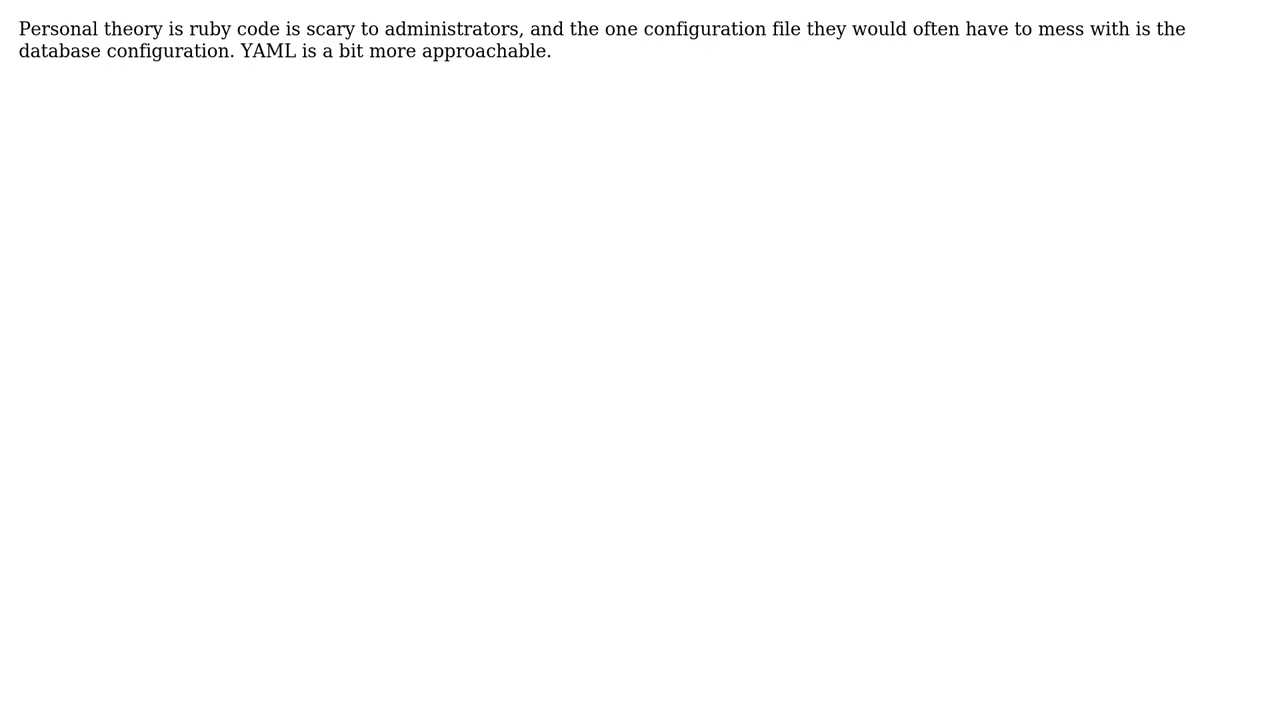 Personal theory is ruby code is scary to administrators, and the one configuration file they would often have to mess with is the
database configuration. YAML is a bit more approachable.